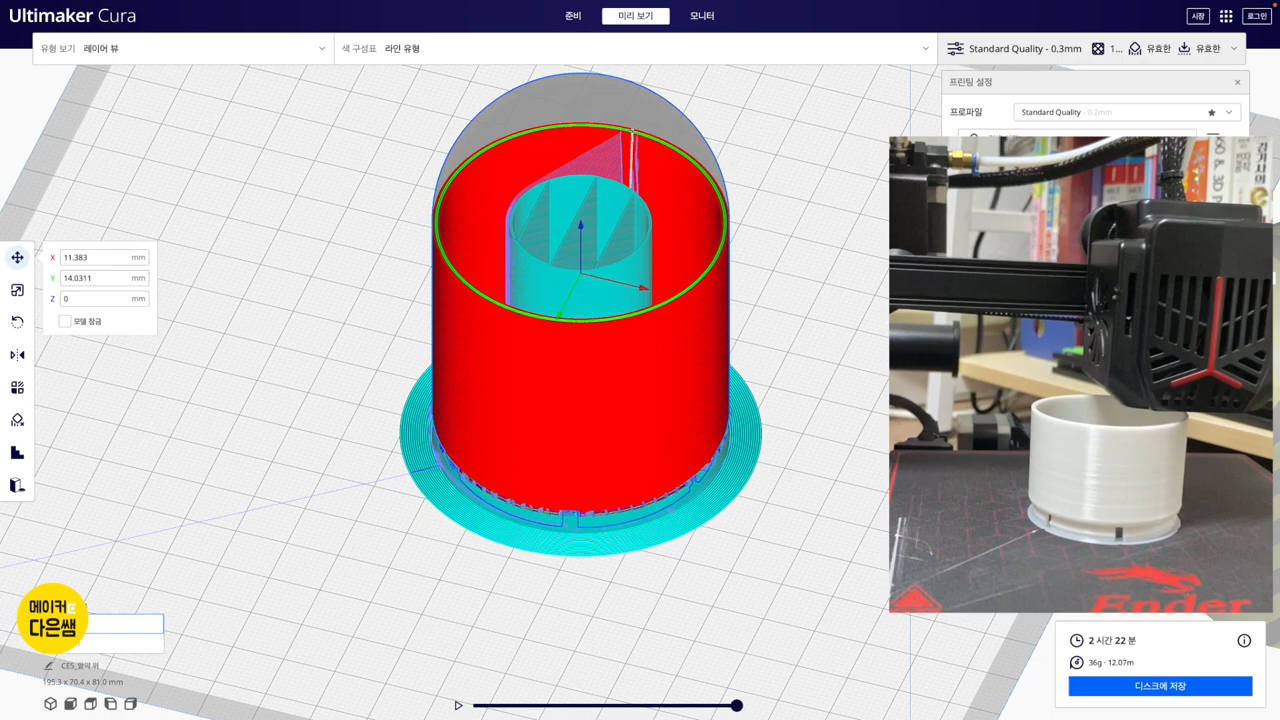 Ultimaker Cura
준비
미리 보기
모니터
시장
로그인
유형 보기 레이어 뷰
색 구성표 라인 유형
Standard Quality - 0.3mm
1... 유효한 유효한
프린팅 설정
프로파일
Standard Quality - 0.2mm
X 11.383 mm
Y 14.0311 mm
Z 0 mm
모델 잠금
메이커
다은쌤
195.3 x 70.4 x 81.0 mm
Ender
2 시간 22 분
36g · 12.07m
디스크에 저장